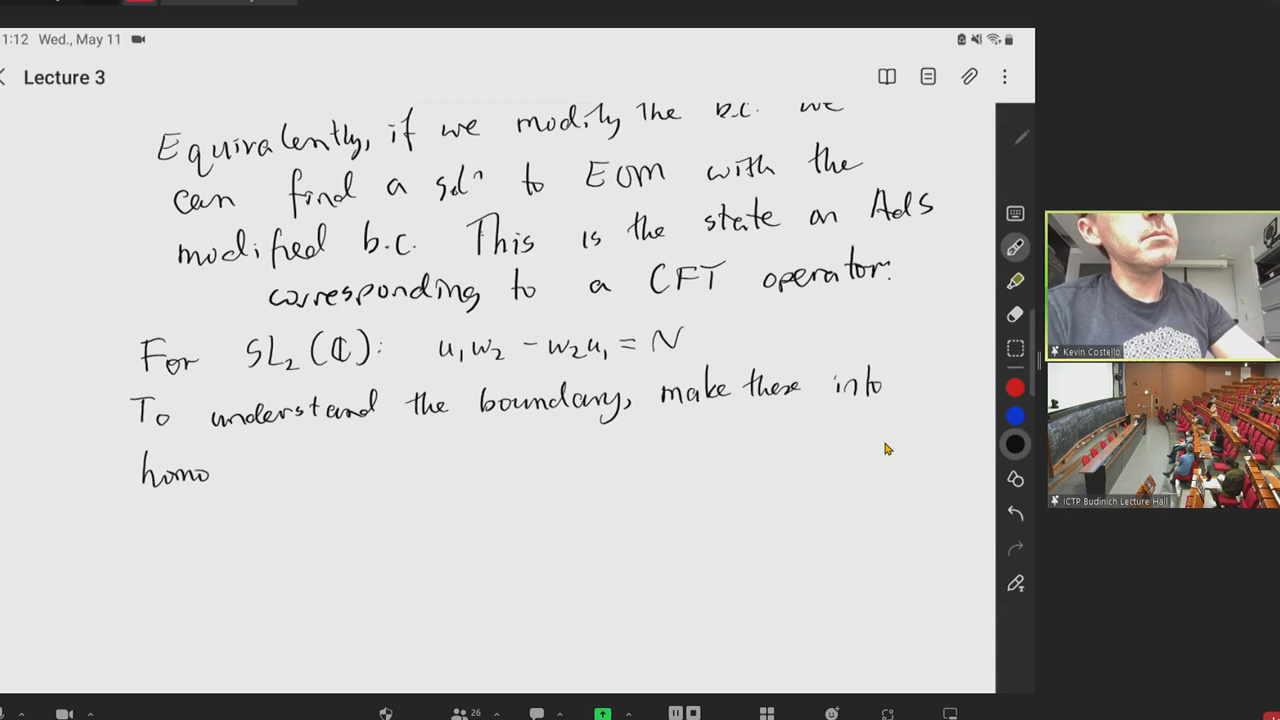 1:12 Wed., May 11
Lecture 3
Equivalently, if we modify the b.c. we
can find a solⁿ to EOM with the
modified b.c. This is the state on AdS
corresponding to a CFT operator.
For SL₂(ℂ): u₁w₂ - w₂u₁ = N
To understand the boundary, make these into
homo
Kevin Costello
ICTP Budinich Lecture Hall
26